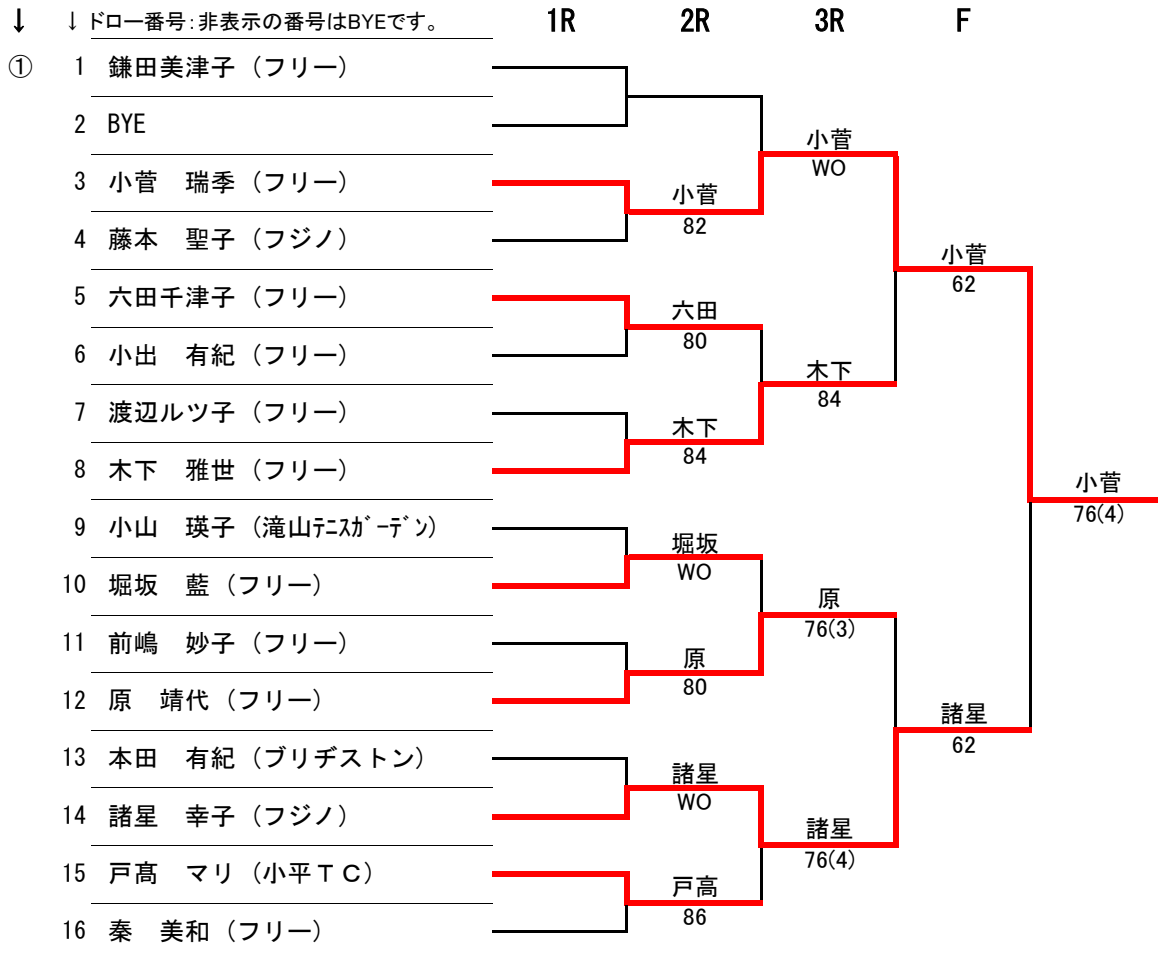 ↓ ↓ドロー番号：非表示の番号はBYEです。 1R 2R 3R F
① 1 鎌田美津子（フリー）
2 BYE
小菅
WO
3 小菅　瑞季（フリー）
小菅
82
4 藤本　聖子（フジノ）
小菅
62
5 六田千津子（フリー）
六田
80
6 小出　有紀（フリー）
木下
84
7 渡辺ルツ子（フリー）
木下
84
8 木下　雅世（フリー）
小菅
76(4)
9 小山　瑛子（滝山ﾃﾆｽｶﾞｰﾃﾞﾝ）
堀坂
WO
10 堀坂　藍（フリー）
原
76(3)
11 前嶋　妙子（フリー）
原
80
12 原　靖代（フリー）
諸星
62
13 本田　有紀（ブリヂストン）
諸星
WO
14 諸星　幸子（フジノ）
諸星
76(4)
15 戸髙　マリ（小平ＴＣ）
戸高
86
16 秦　美和（フリー）